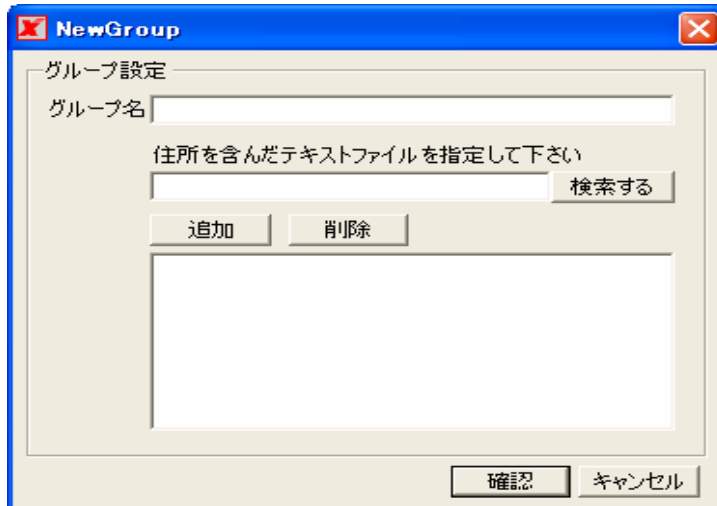 NewGroup
グループ設定
グループ名
住所を含んだテキストファイルを指定して下さい
検索する
追加 削除
確認 キャンセル